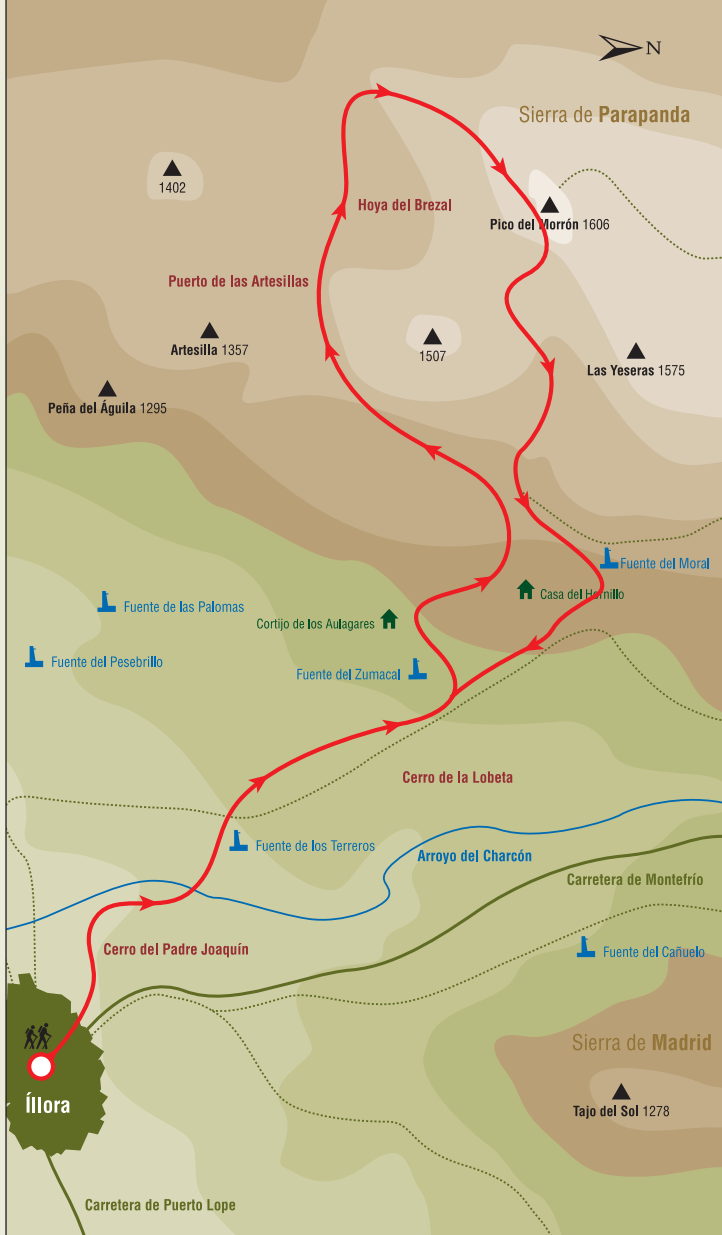 N
Sierra de Parapanda
1402
Hoya del Brezal
Pico del Morrón 1606
Puerto de las Artesillas
Artesilla 1357
1507
Las Yeseras 1575
Peña del Águila 1295
Fuente del Moral
Casa del Hornillo
Fuente de las Palomas
Cortijo de los Aulagares
Fuente del Pesebrillo
Fuente del Zumacal
Cerro de la Lobeta
Fuente de los Terreros
Arroyo del Charcón
Carretera de Montefrío
Cerro del Padre Joaquín
Fuente del Cañuelo
Sierra de Madrid
Íllora
Tajo del Sol 1278
Carretera de Puerto Lope